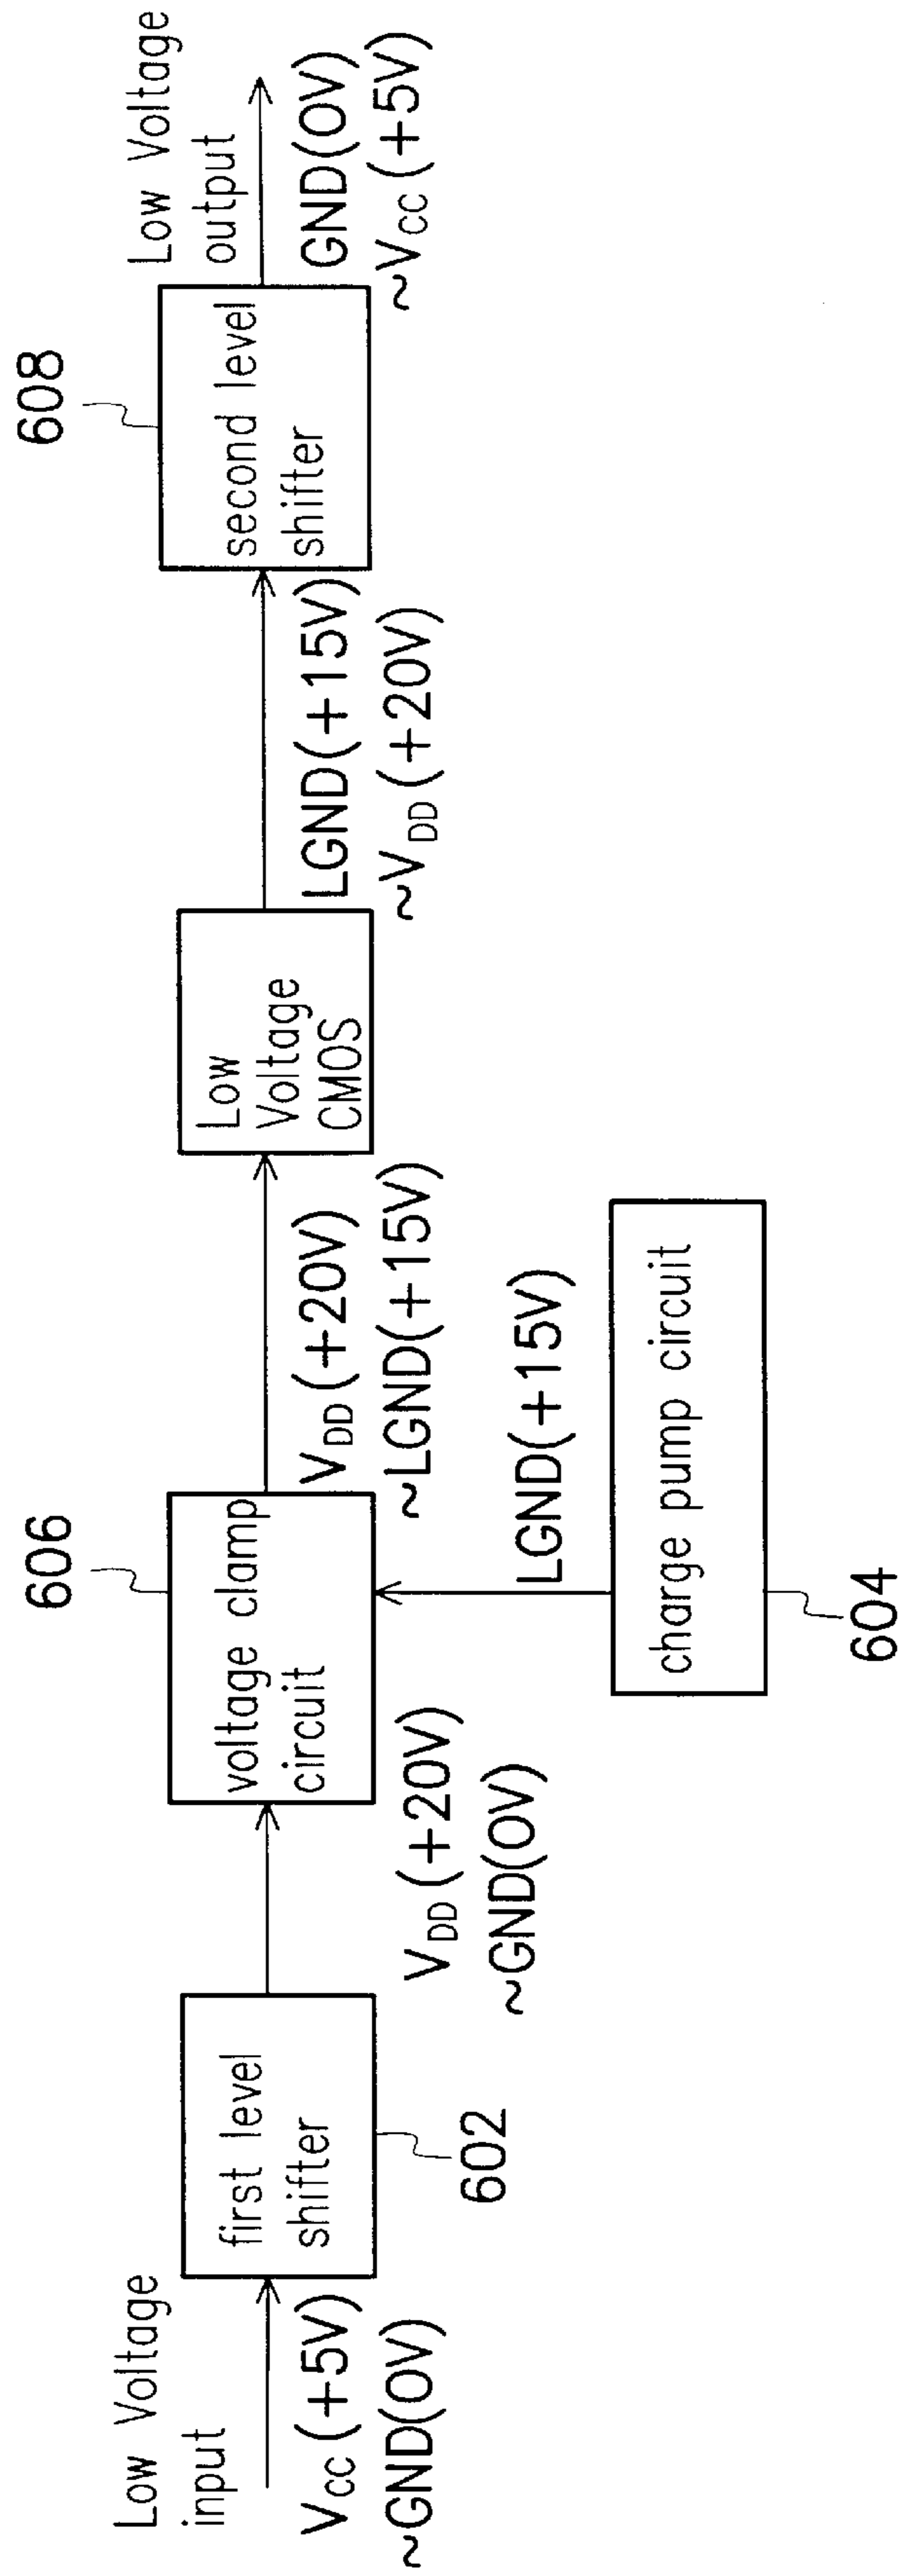 Low Voltage
input
VCC (+5V)
~GND(0V)
first level
shifter
602
VDD (+20V)
~GND(0V)
606
voltage clamp
circuit
LGND(+15V)
charge pump circuit
604
VDD (+20V)
~LGND(+15V)
Low
Voltage
CMOS
LGND(+15V)
~VDD (+20V)
608
second level
shifter
Low Voltage
output
GND(0V)
~VCC (+5V)